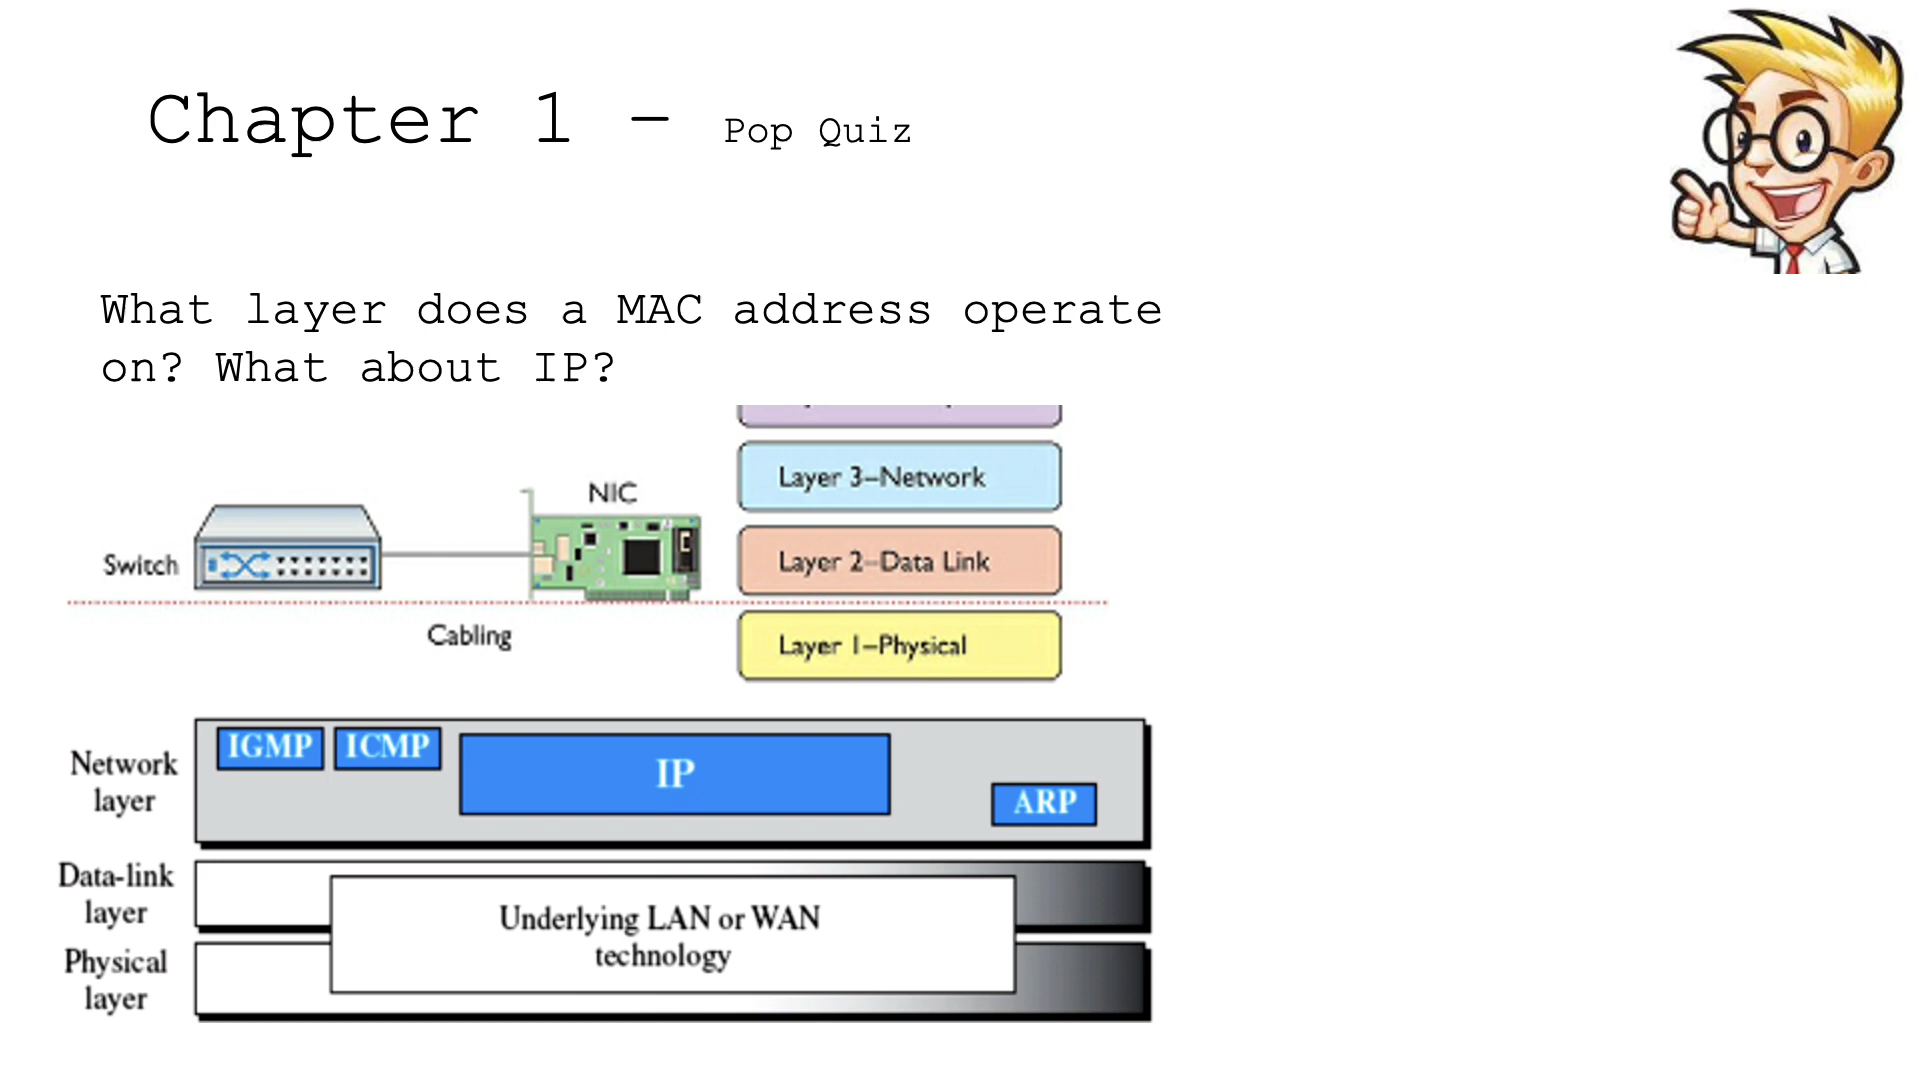 Chapter 1 – Pop Quiz
What layer does a MAC address operate
on? What about IP?
Layer 3–Network
NIC
Switch
Layer 2–Data Link
Cabling
Layer 1–Physical
Network
layer
IGMP
ICMP
IP
ARP
Data-link
layer
Underlying LAN or WAN
technology
Physical
layer